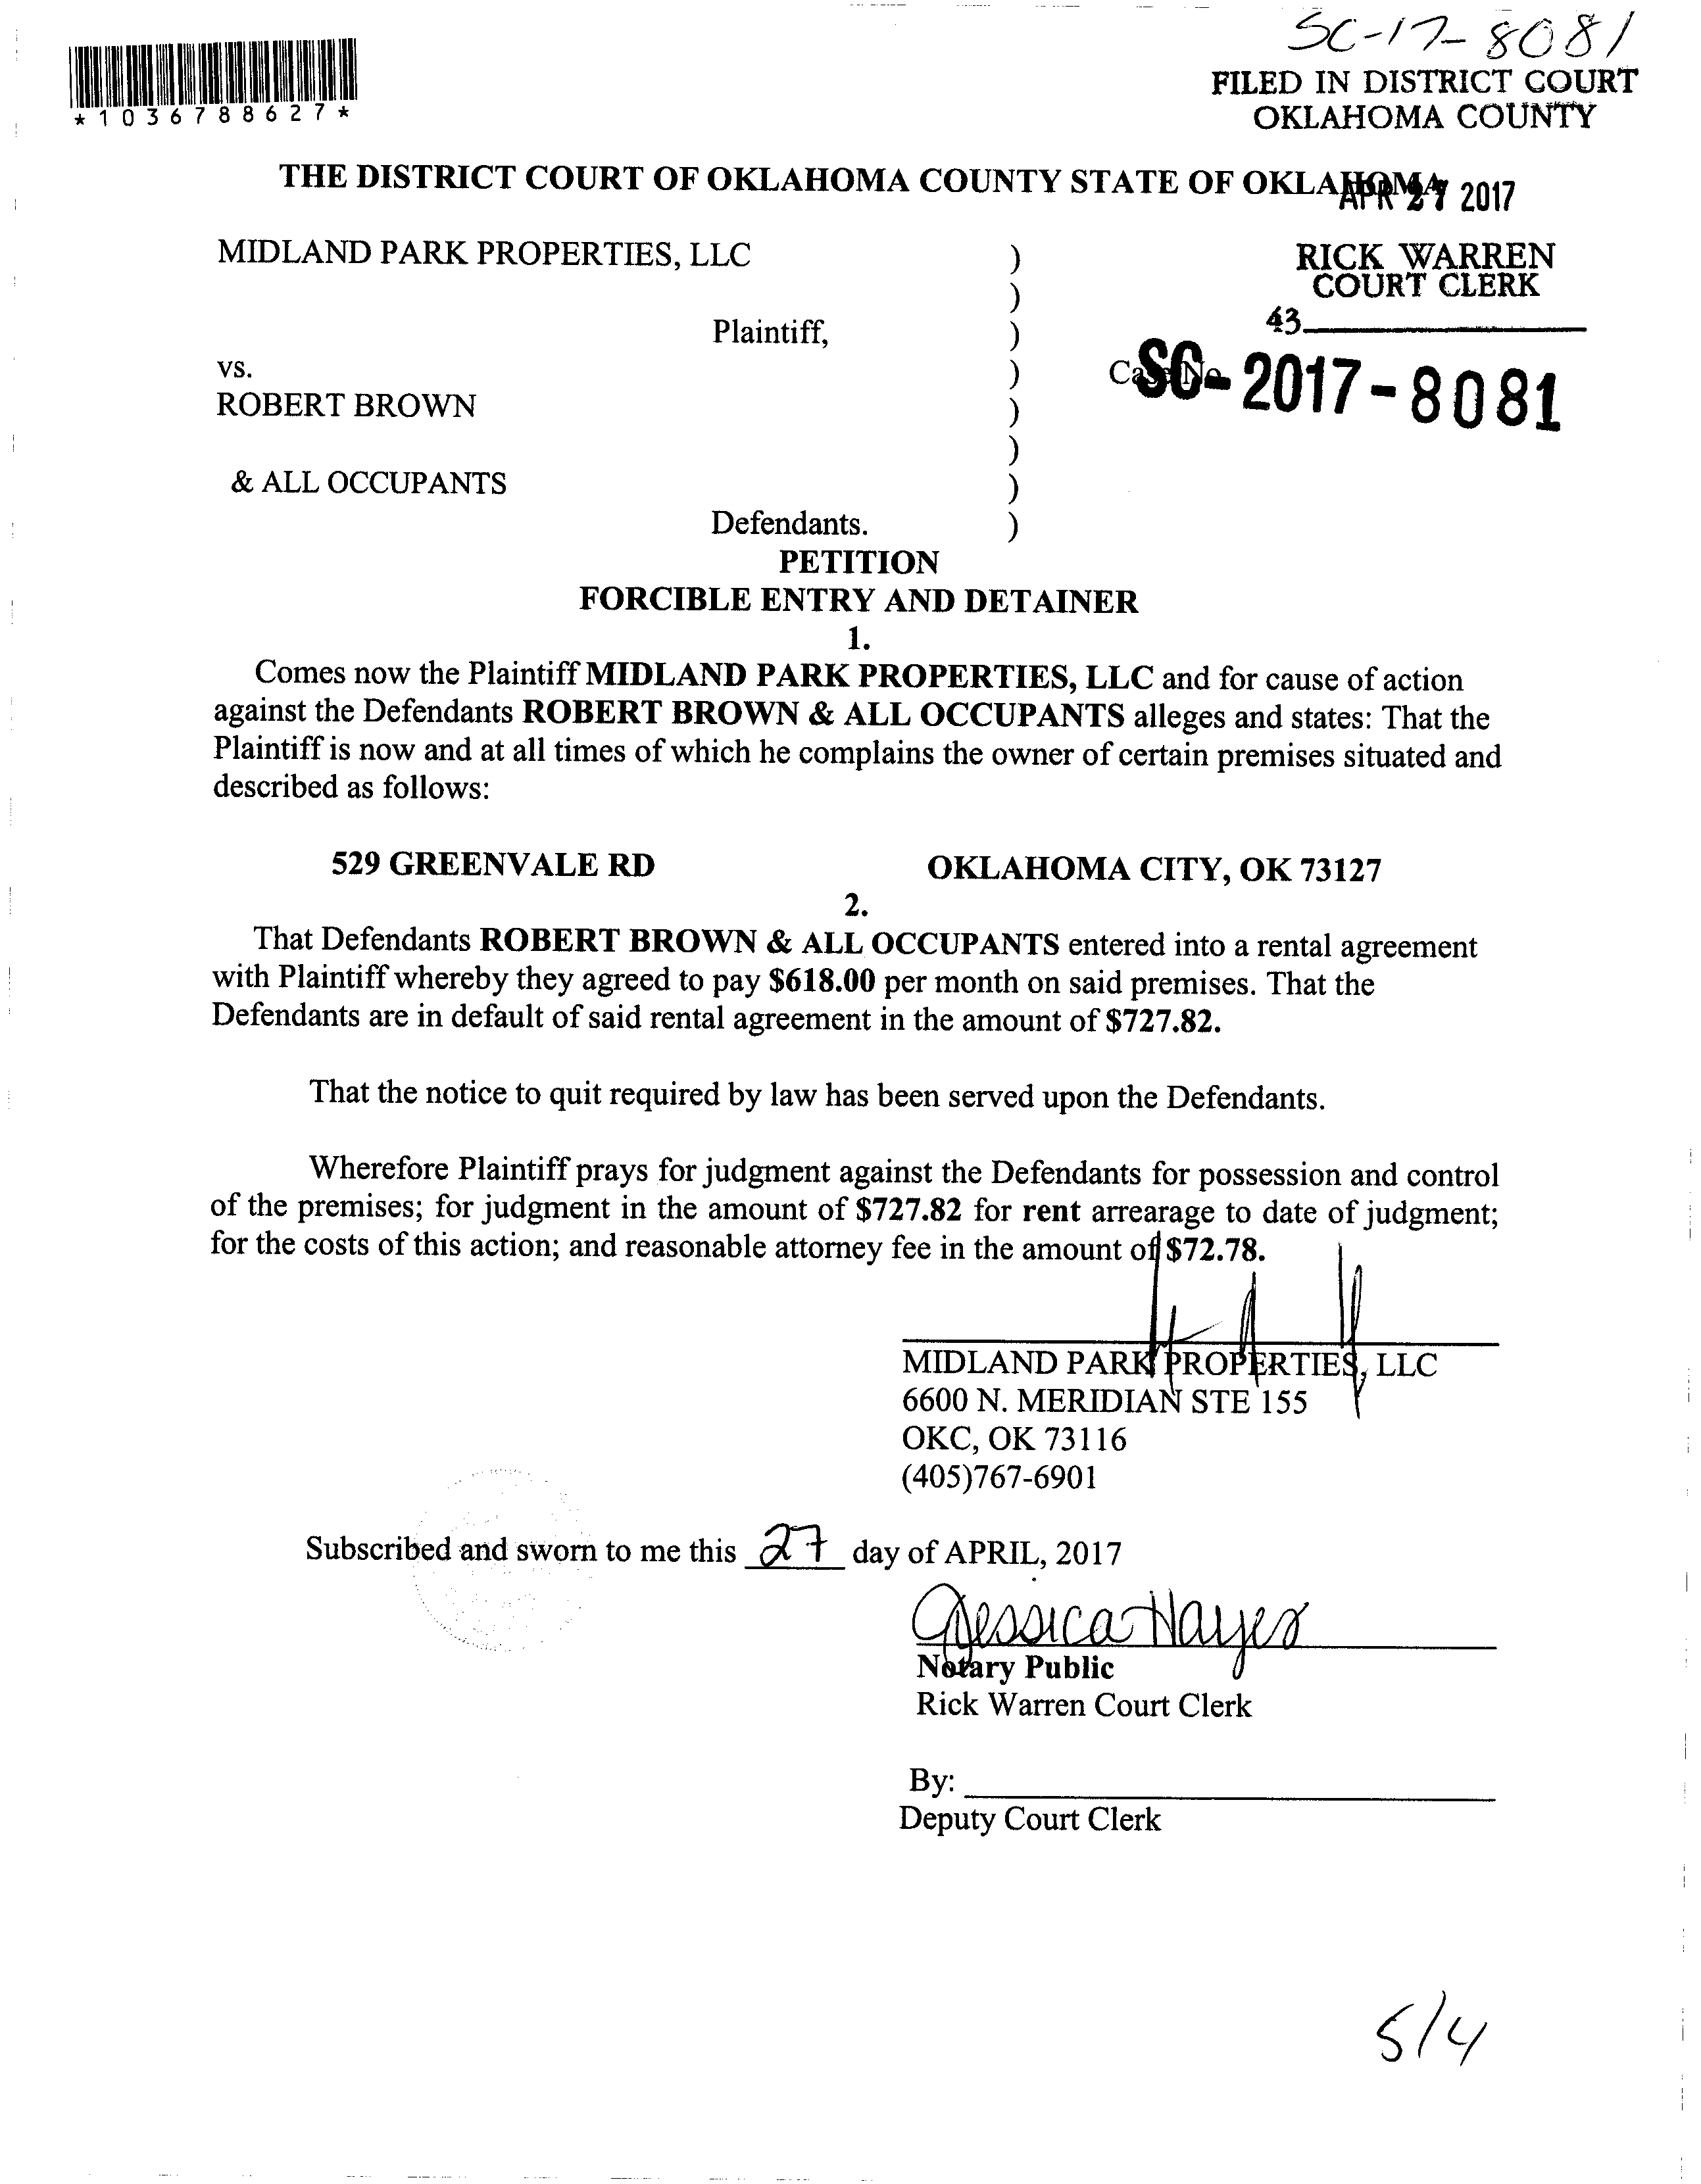 SC-17-8081
FILED IN DISTRICT COURT
OKLAHOMA COUNTY
*1036788627*
THE DISTRICT COURT OF OKLAHOMA COUNTY STATE OF OKLAHOMA
APR 27 2017
MIDLAND PARK PROPERTIES, LLC )
)
Plaintiff, )
vs. )
ROBERT BROWN )
)
& ALL OCCUPANTS )
Defendants. )
RICK WARREN
COURT CLERK
43
Case No.
SC-2017-8081
PETITION
FORCIBLE ENTRY AND DETAINER
1.
Comes now the Plaintiff MIDLAND PARK PROPERTIES, LLC and for cause of action
against the Defendants ROBERT BROWN & ALL OCCUPANTS alleges and states: That the
Plaintiff is now and at all times of which he complains the owner of certain premises situated and
described as follows:
529 GREENVALE RD OKLAHOMA CITY, OK 73127
2.
That Defendants ROBERT BROWN & ALL OCCUPANTS entered into a rental agreement
with Plaintiff whereby they agreed to pay $618.00 per month on said premises. That the
Defendants are in default of said rental agreement in the amount of $727.82.
That the notice to quit required by law has been served upon the Defendants.
Wherefore Plaintiff prays for judgment against the Defendants for possession and control
of the premises; for judgment in the amount of $727.82 for rent arrearage to date of judgment;
for the costs of this action; and reasonable attorney fee in the amount of $72.78.
MIDLAND PARK PROPERTIES, LLC
6600 N. MERIDIAN STE 155
OKC, OK 73116
(405)767-6901
Subscribed and sworn to me this 27 day of APRIL, 2017
Jessica Hayes
Notary Public
Rick Warren Court Clerk
By:
Deputy Court Clerk
5/4